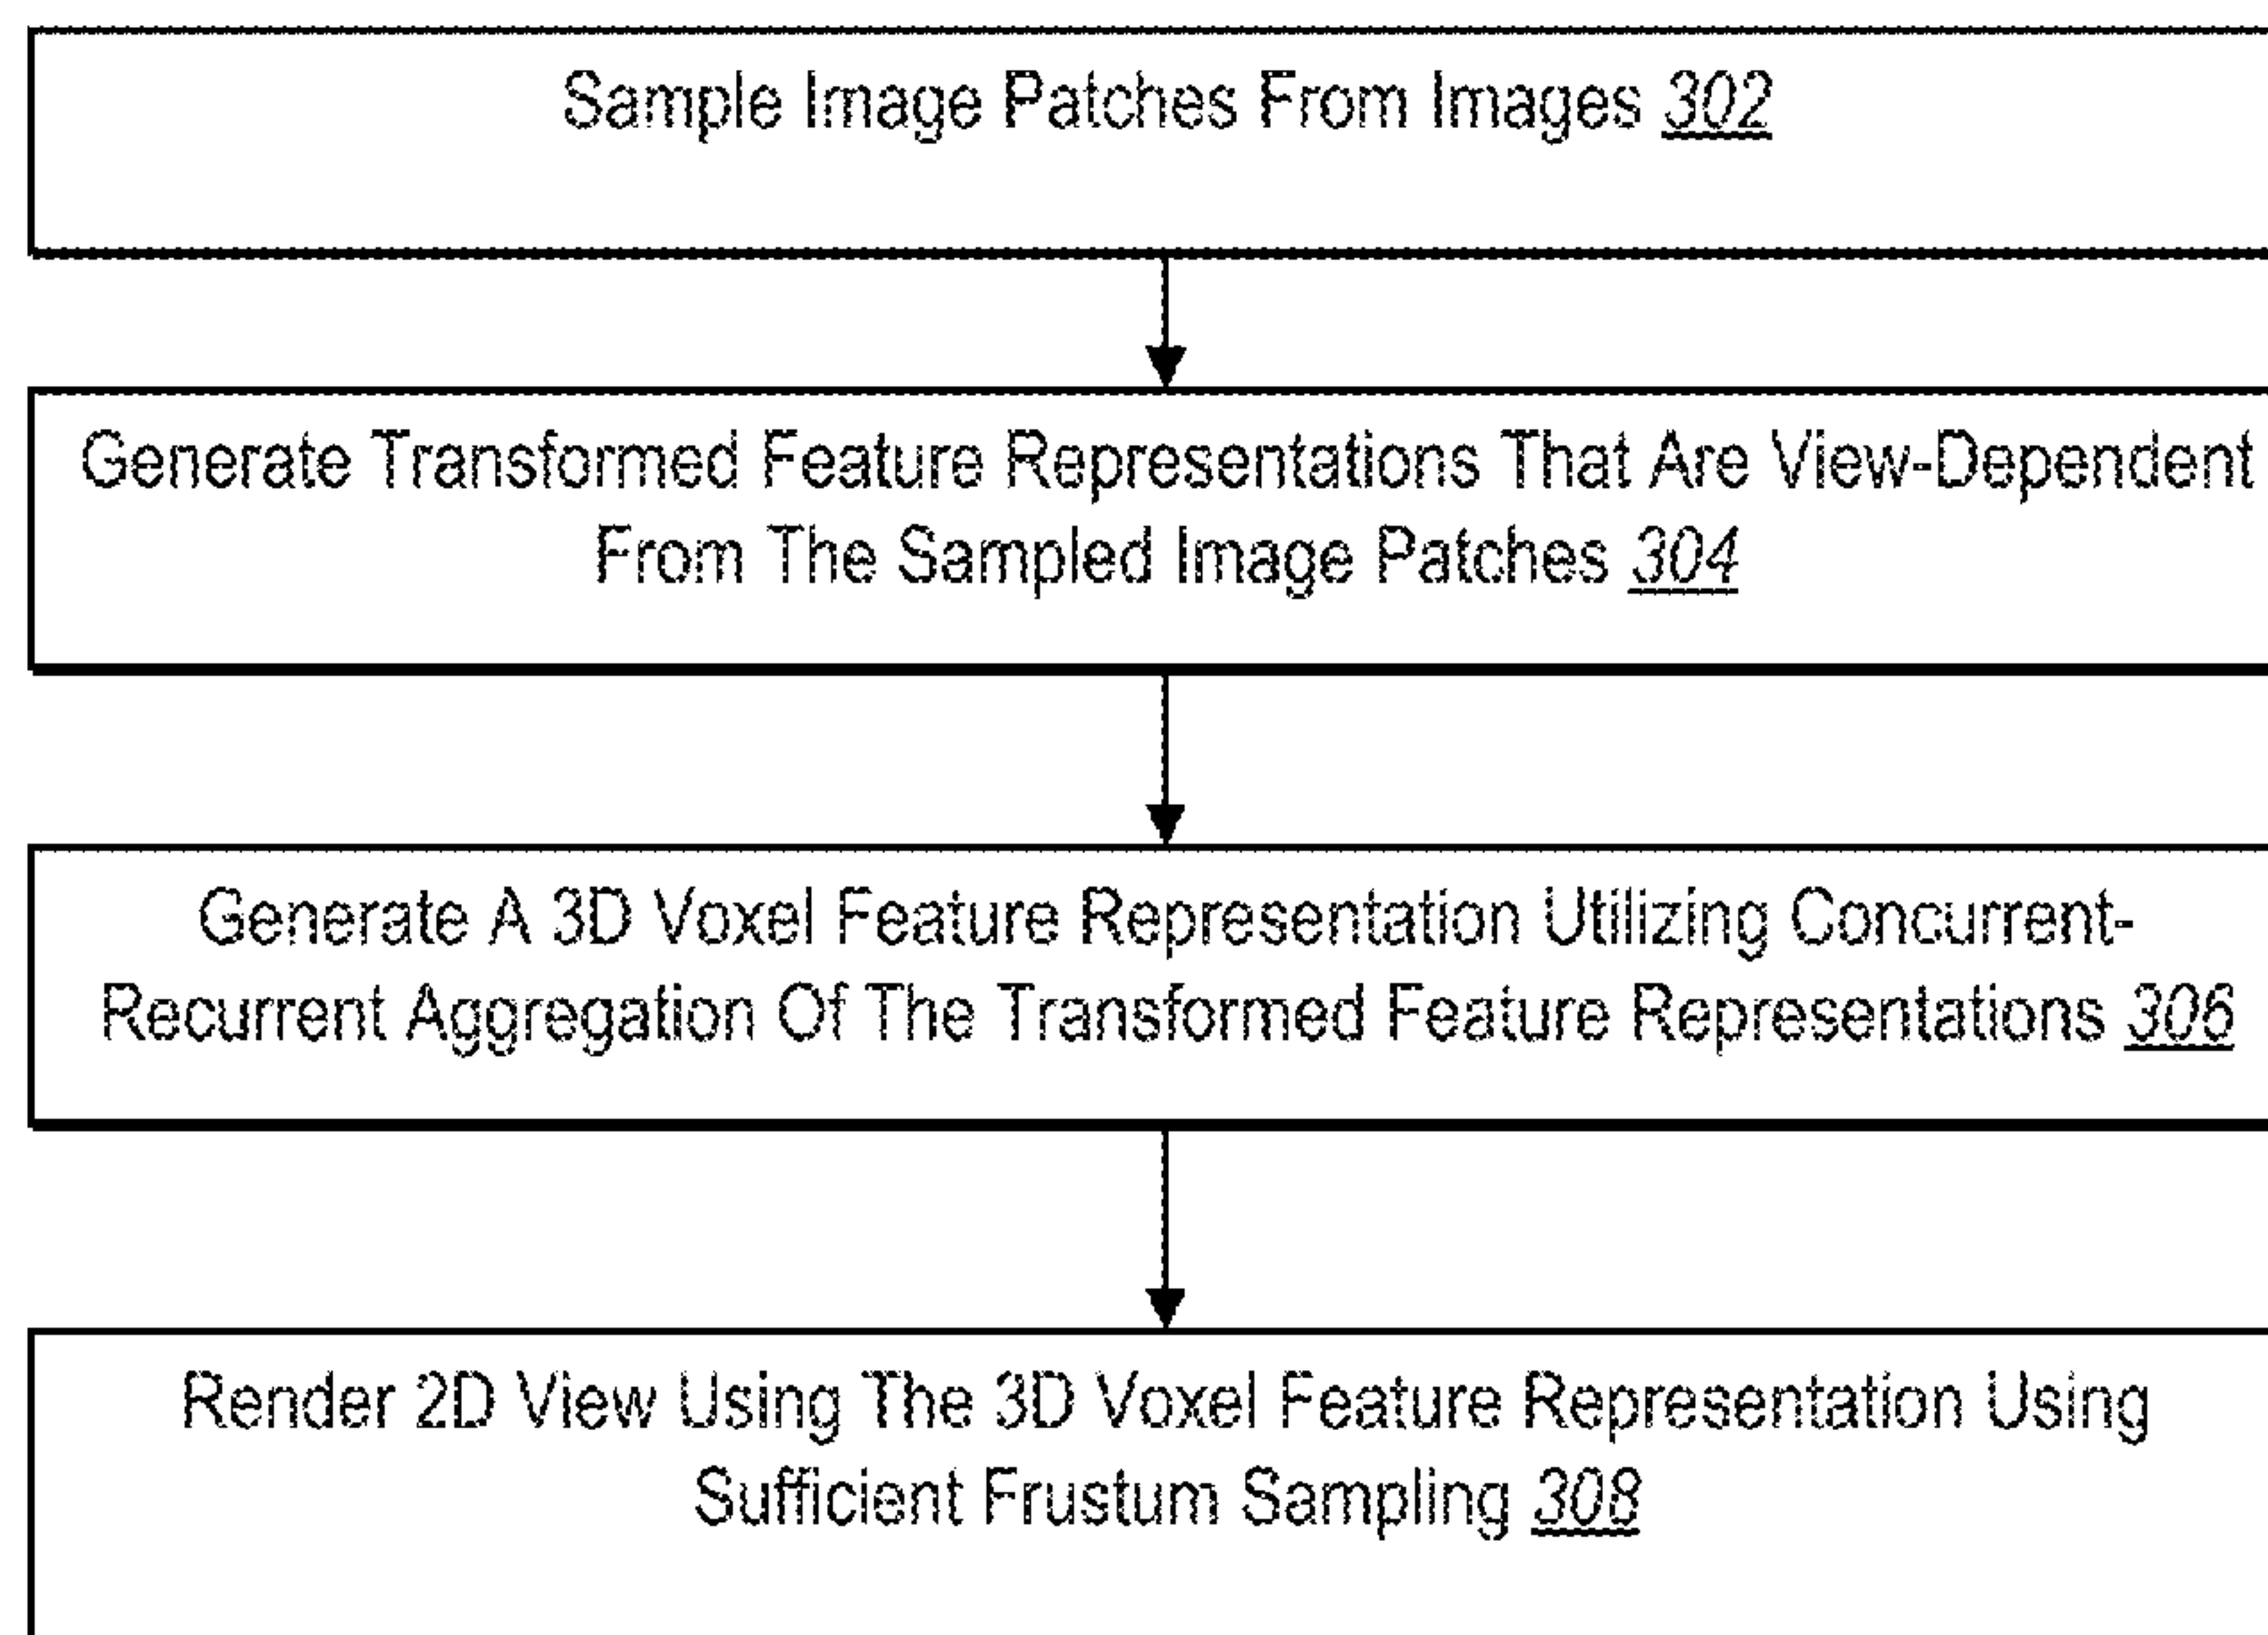 Sample Image Patches From Images 302
Generate Transformed Feature Representations That Are View-Dependent
From The Sampled Image Patches 304
Generate A 3D Voxel Feature Representation Utilizing Concurrent-
Recurrent Aggregation Of The Transformed Feature Representations 306
Render 2D View Using The 3D Voxel Feature Representation Using
Sufficient Frustum Sampling 308